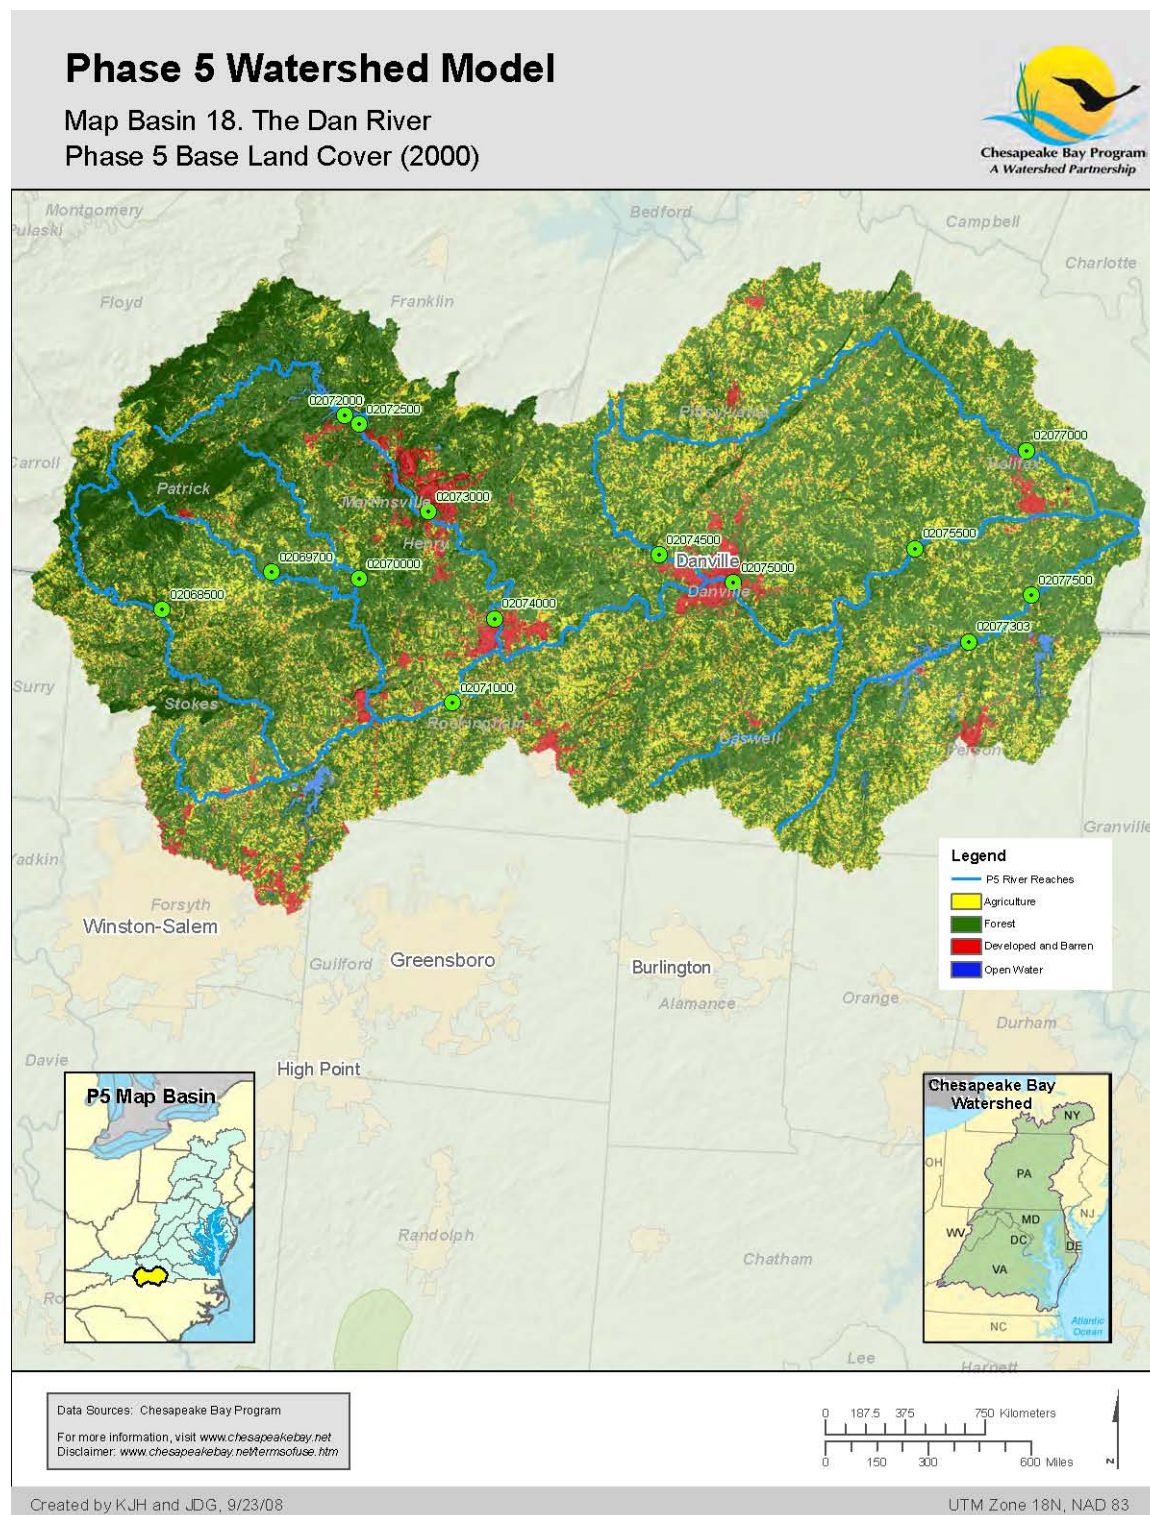 Phase 5 Watershed Model
Map Basin 18. The Dan River
Phase 5 Base Land Cover (2000)
Chesapeake Bay Program
A Watershed Partnership
Montgomery
Pulaski
Bedford
Campbell
Charlotte
Floyd
Franklin
02072000
02072500
Pittsylvania
02077000
Carroll
Halifax
Patrick
Martinsville
02073000
Henry
02074500
02075500
Danville
02069700
02070000
02075000
Danville
02077500
02068500
02074000
02077303
Surry
Stokes
02071000
Rockingham
Caswell
Person
Granville
Yadkin
Legend
P5 River Reaches
Agriculture
Forest
Developed and Barren
Open Water
Forsyth
Winston-Salem
Guilford
Greensboro
Burlington
Alamance
Orange
Durham
Davie
High Point
P5 Map Basin
Chesapeake Bay
Watershed
NY
OH
PA
NJ
MD
WV
DC
DE
VA
NC
Atlantic
Ocean
Randolph
Chatham
Ro
Lee
Harnett
Data Sources: Chesapeake Bay Program
For more information, visit www.chesapeakebay.net
Disclaimer: www.chesapeakebay.net/termsofuse.htm
0 187.5 375 750 Kilometers
0 150 300 600 Miles
N
Created by KJH and JDG, 9/23/08
UTM Zone 18N, NAD 83